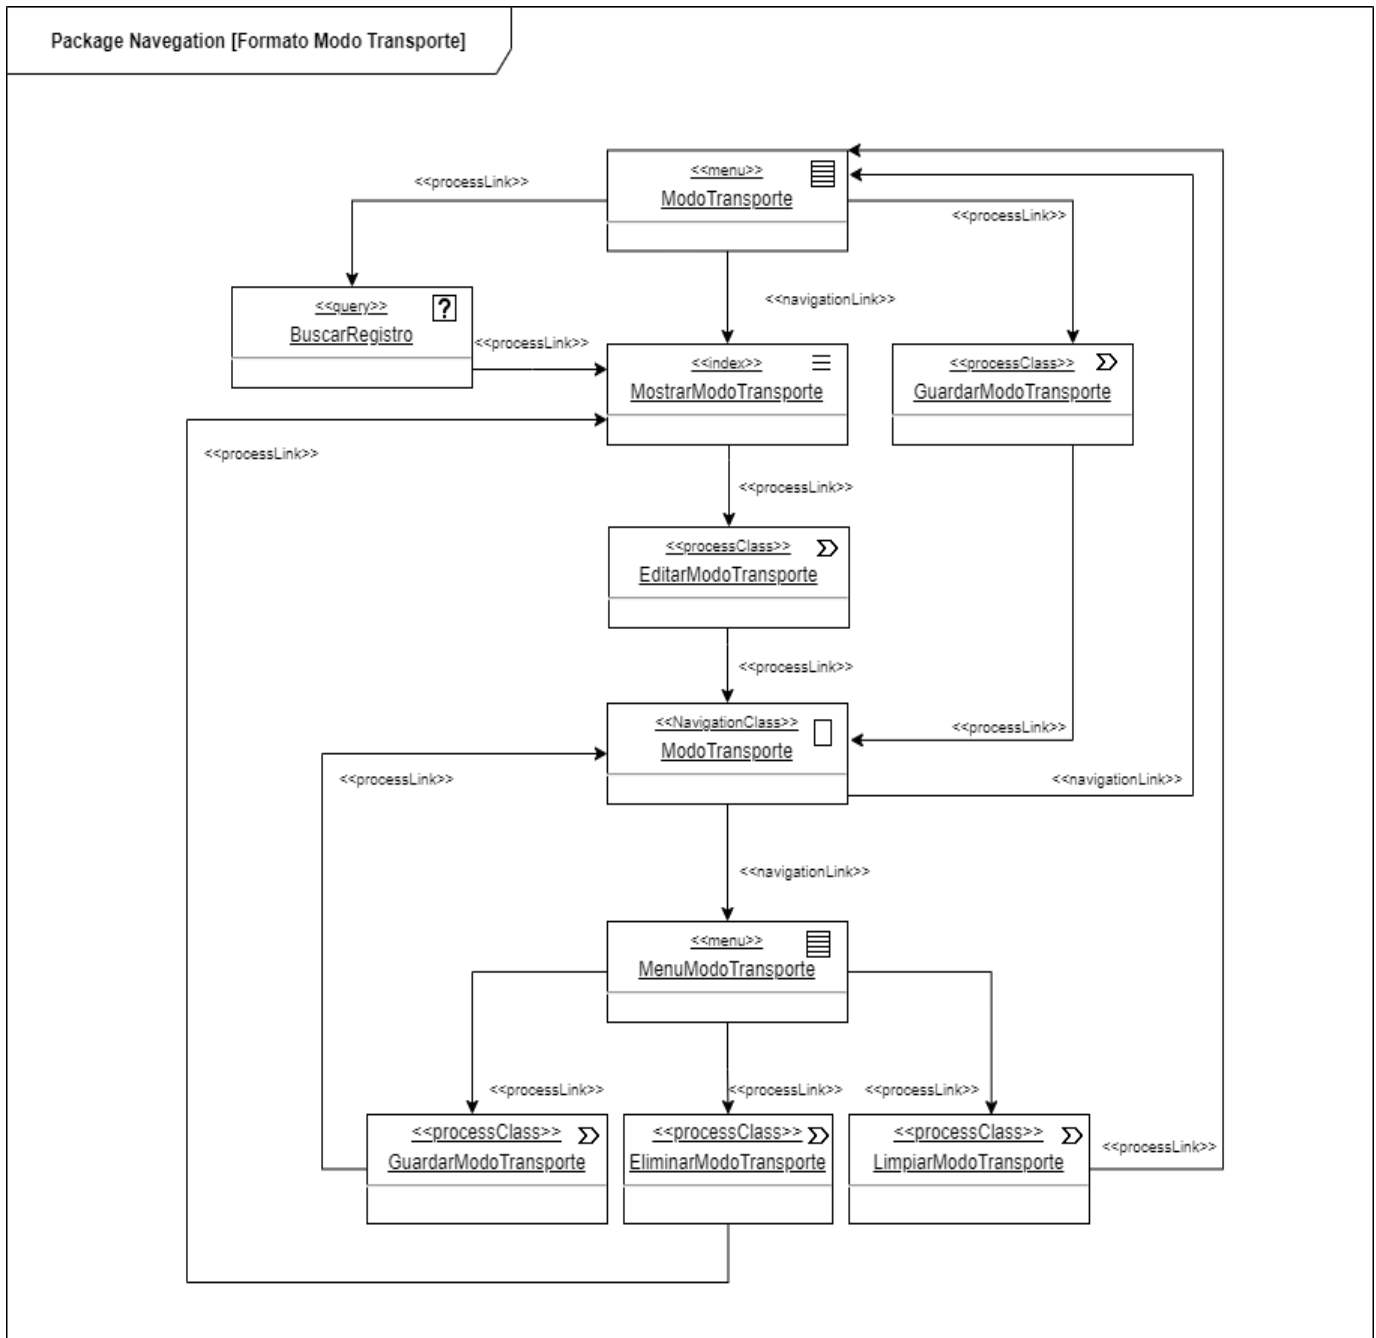 Package Navegation [Formato Modo Transporte]
<<menu>>
ModoTransporte
<<processLink>>
<<processLink>>
<<query>>
BuscarRegistro
?
<<navigationLink>>
<<processLink>>
<<index>>
MostrarModoTransporte
<<processClass>>
GuardarModoTransporte
<<processLink>>
<<processLink>>
<<processClass>>
EditarModoTransporte
<<processLink>>
<<NavigationClass>>
ModoTransporte
<<processLink>>
<<processLink>>
<<navigationLink>>
<<navigationLink>>
<<menu>>
MenuModoTransporte
<<processLink>>
<<processLink>>
<<processLink>>
<<processClass>>
GuardarModoTransporte
<<processClass>>
EliminarModoTransporte
<<processClass>>
LimpiarModoTransporte
<<processLink>>